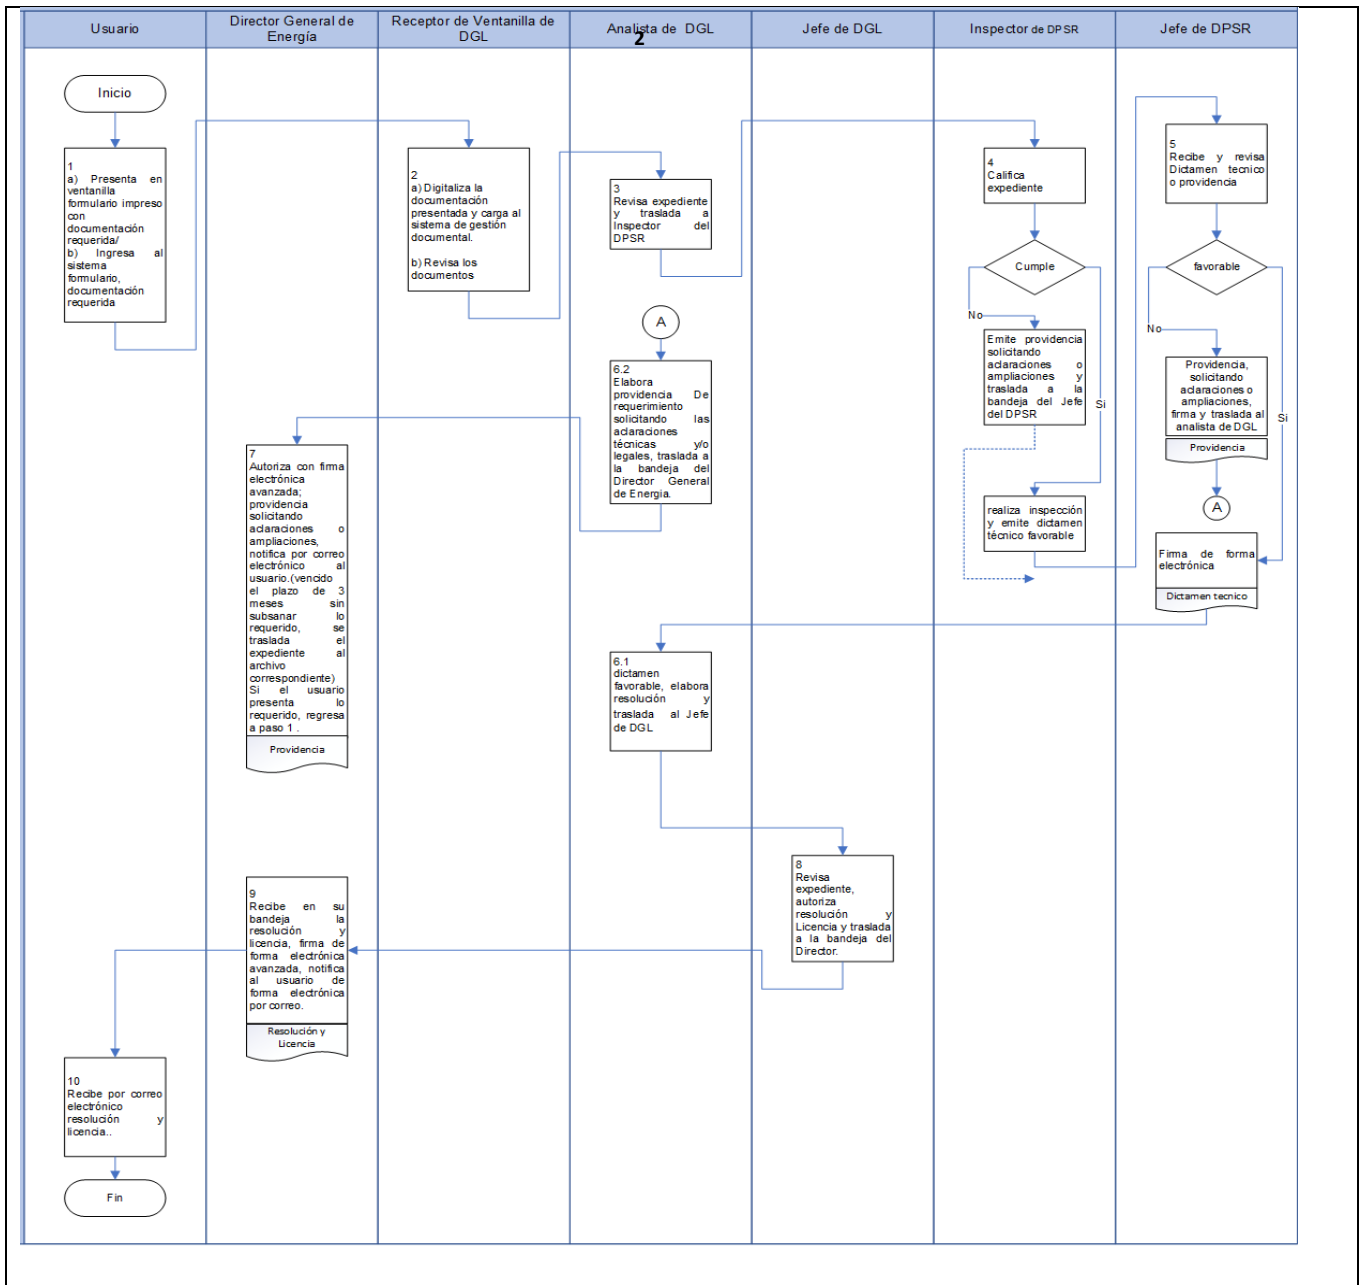 Usuario
Director General de
Energía
Receptor de Ventanilla de
DGL
Analista de DGL
2
Jefe de DGL
Inspector de DPSR
Jefe de DPSR
Inicio
1
a) Presenta en
ventanilla
formulario impreso
con
documentación
requerida/
b) Ingresa al
sistema
formulario,
documentación
requerida
2
a) Digitaliza la
documentación
presentada y carga al
sistema de gestión
documental.
b) Revisa los
documentos
3
Revisa expediente
y traslada a
Inspector del
DPSR
4
Califica
expediente
Cumple
No
Si
Emite providencia
solicitando
aclaraciones o
ampliaciones y
traslada a la
bandeja del Jefe
del DPSR
realiza inspección
y emite dictamen
técnico favorable
5
Recibe y revisa
Dictamen tecnico
o providencia
favorable
No
Si
Providencia,
solicitando
aclaraciones o
ampliaciones,
firma y traslada al
analista de DGL
Providencia
A
Firma de forma
electrónica
Dictamen tecnico
A
6.2
Elabora
providencia De
requerimiento
solicitando las
aclaraciones
técnicas y/o
legales, traslada a
la bandeja del
Director General
de Energia.
7
Autoriza con firma
electrónica
avanzada;
providencia
solicitando
aclaraciones o
ampliaciones,
notifica por correo
electrónico al
usuario.(vencido
el plazo de 3
meses sin
subsanar lo
requerido, se
traslada el
expediente al
archivo
correspondiente)
Si el usuario
presenta lo
requerido, regresa
a paso 1 .
Providencia
6.1
dictamen
favorable, elabora
resolución y
traslada al Jefe
de DGL
8
Revisa
expediente,
autoriza
resolución y
Licencia y traslada
a la bandeja del
Director.
9
Recibe en su
bandeja la
resolución y
licencia, firma de
forma electrónica
avanzada, notifica
al usuario de
forma electrónica
por correo.
Resolución y
Licencia
10
Recibe por correo
electrónico
resolución y
licencia..
Fin